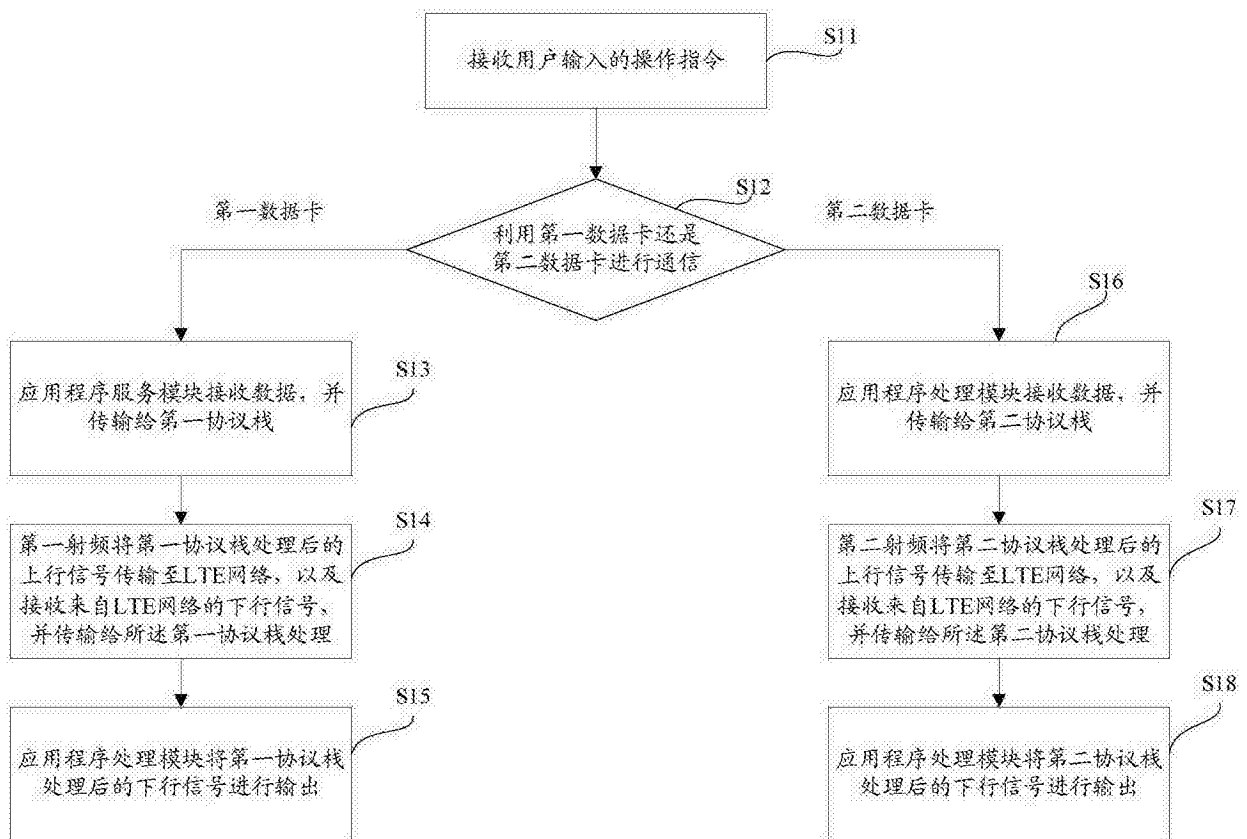 接收用户输入的操作指令
S11
S12
第一数据卡
第二数据卡
利用第一数据卡还是
第二数据卡进行通信
S13
应用程序服务模块接收数据，并
传输给第一协议栈
S14
第一射频将第一协议栈处理后的
上行信号传输至LTE网络，以及
接收来自LTE网络的下行信号，
并传输给所述第一协议栈处理
S15
应用程序处理模块将第一协议栈
处理后的下行信号进行输出
S16
应用程序处理模块接收数据，并
传输给第二协议栈
S17
第二射频将第二协议栈处理后的
上行信号传输至LTE网络，以及
接收来自LTE网络的下行信号，
并传输给所述第二协议栈处理
S18
应用程序处理模块将第二协议栈
处理后的下行信号进行输出